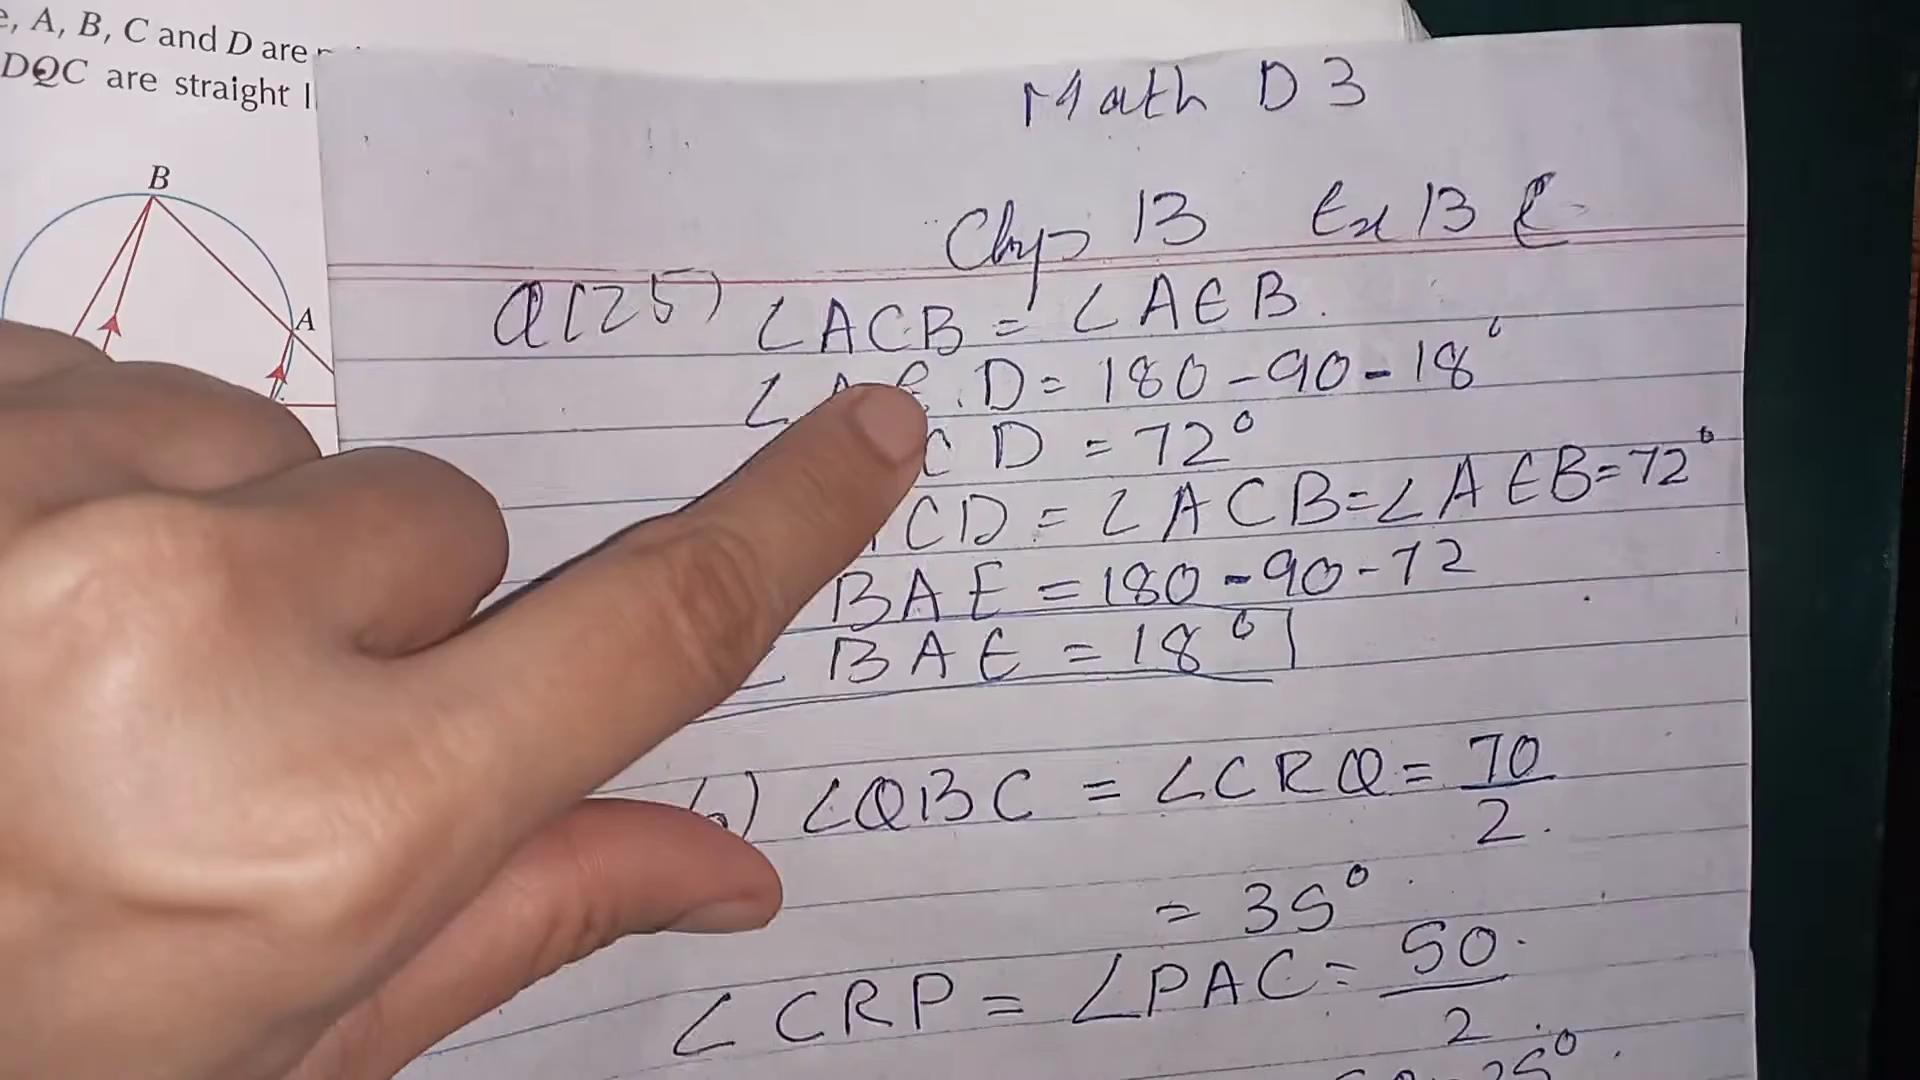 A, B, C and D are
DQC are straight
B
A
Math D3
Chp 13 Ex 13
Q(25) ∠ACB = ∠AEB.
D = 180 - 90 - 18°
CD = 72°
CD = ∠ACB = ∠AEB = 72°
BAE = 180 - 90 - 72
BAE = 18°
) ∠QBC = ∠CRQ = 70/2.
= 35°
∠CRP = ∠PAC = 50/2